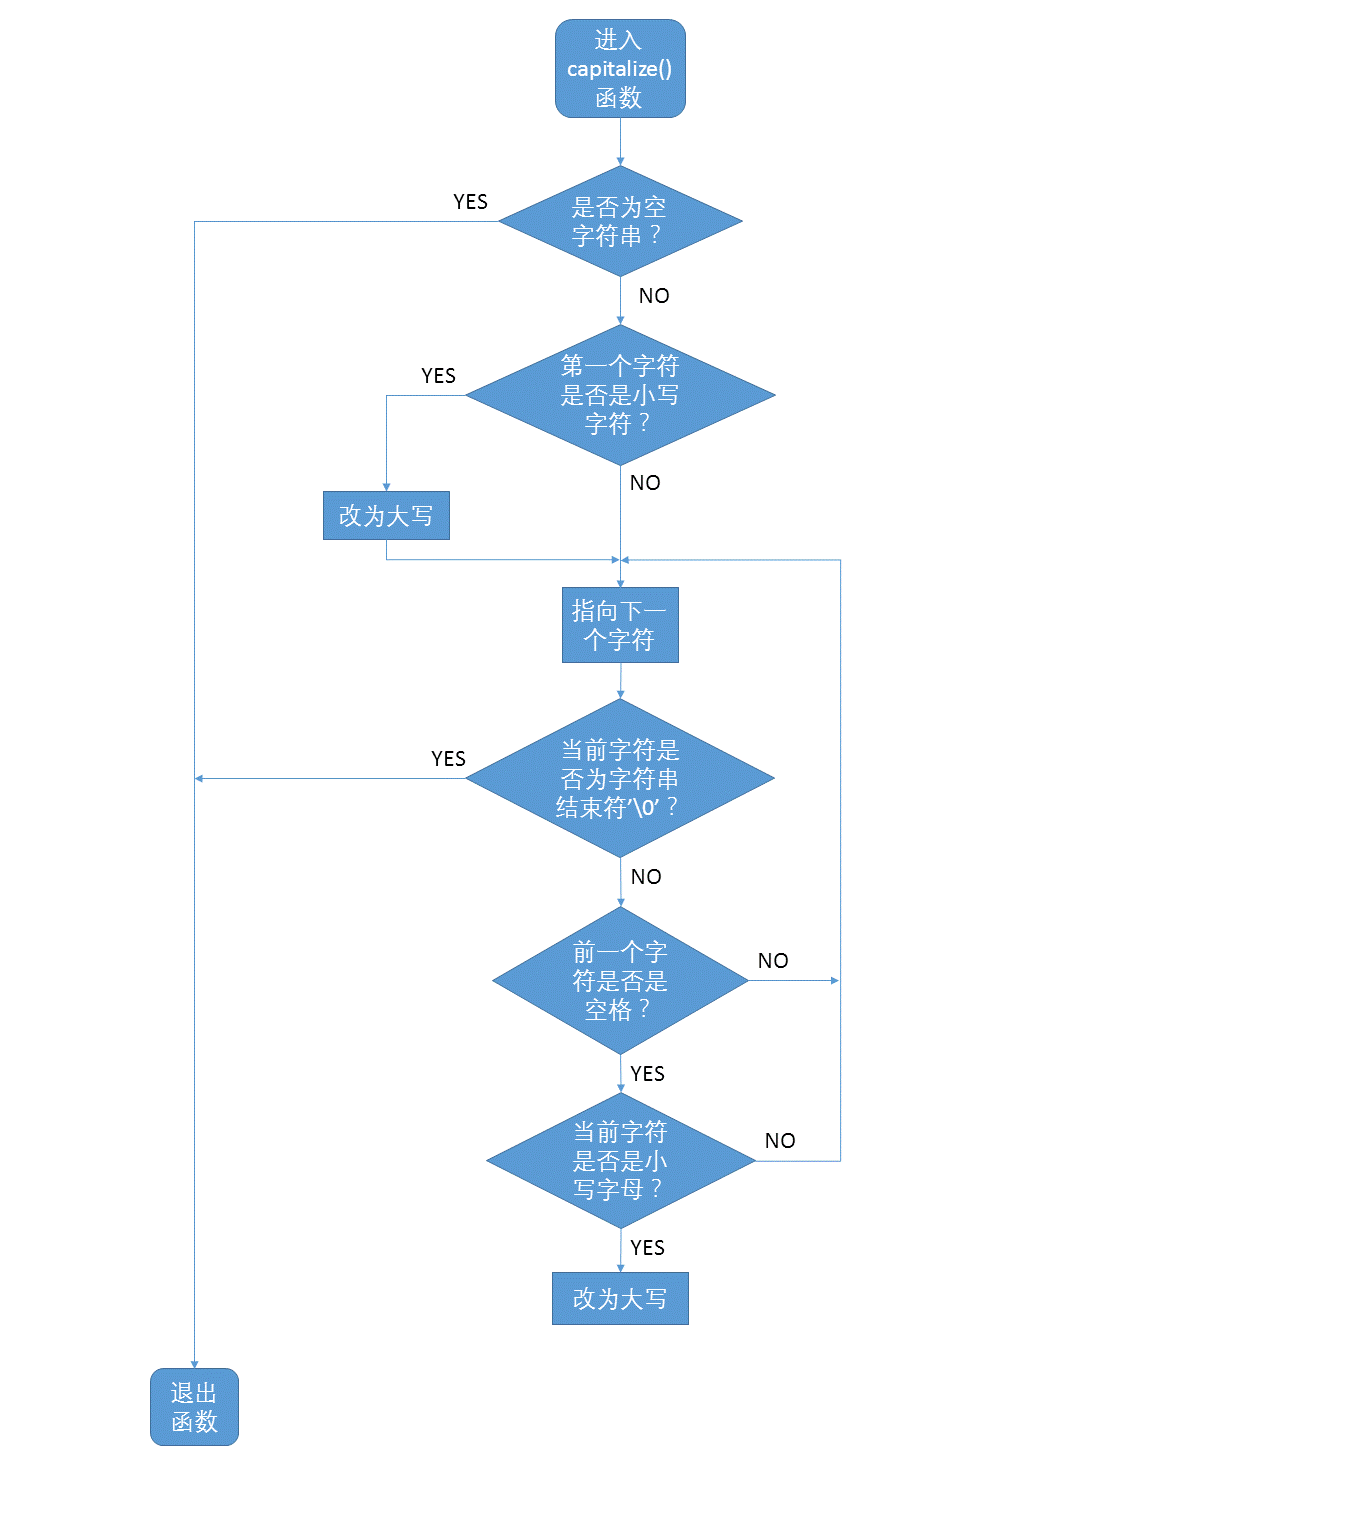 进入
capitalize()
函数
YES
是否为空
字符串？
NO
YES
第一个字符
是否是小写
字符？
NO
改为大写
指向下一
个字符
YES
当前字符是
否为字符串
结束符’\0’？
NO
前一个字
符是否是
空格？
NO
YES
当前字符
是否是小
写字母？
NO
YES
改为大写
退出
函数